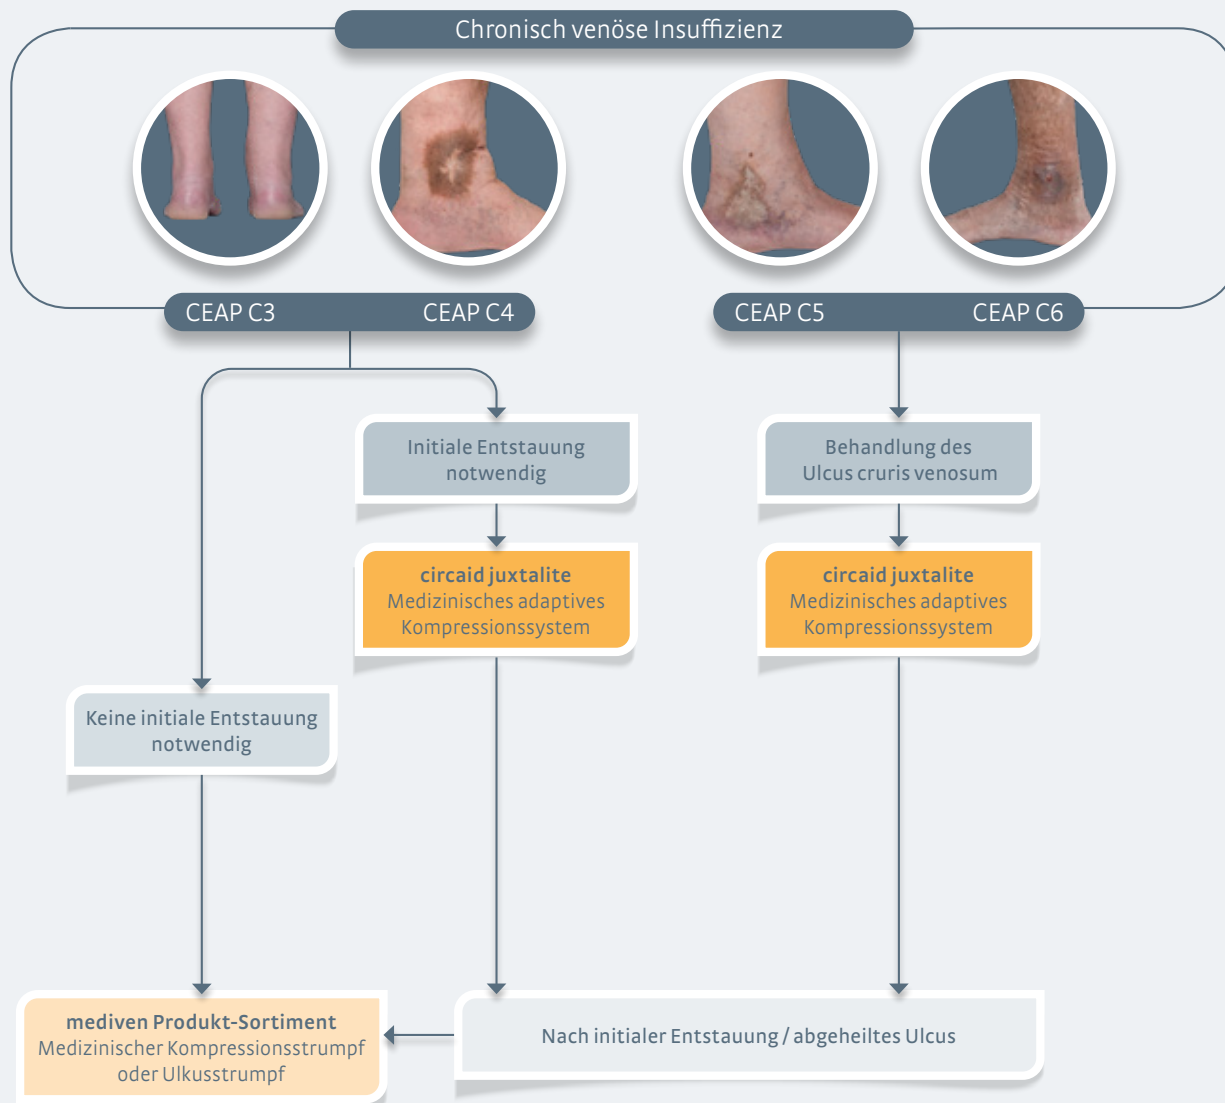 Chronisch venöse Insuffizienz
CEAP C3
CEAP C4
CEAP C5
CEAP C6
Initiale Entstauung
notwendig
Behandlung des
Ulcus cruris venosum
circaid juxtalite
Medizinisches adaptives
Kompressionssystem
circaid juxtalite
Medizinisches adaptives
Kompressionssystem
Keine initiale Entstauung
notwendig
mediven Produkt-Sortiment
Medizinischer Kompressionsstrumpf
oder Ulkusstrumpf
Nach initialer Entstauung / abgeheiltes Ulcus